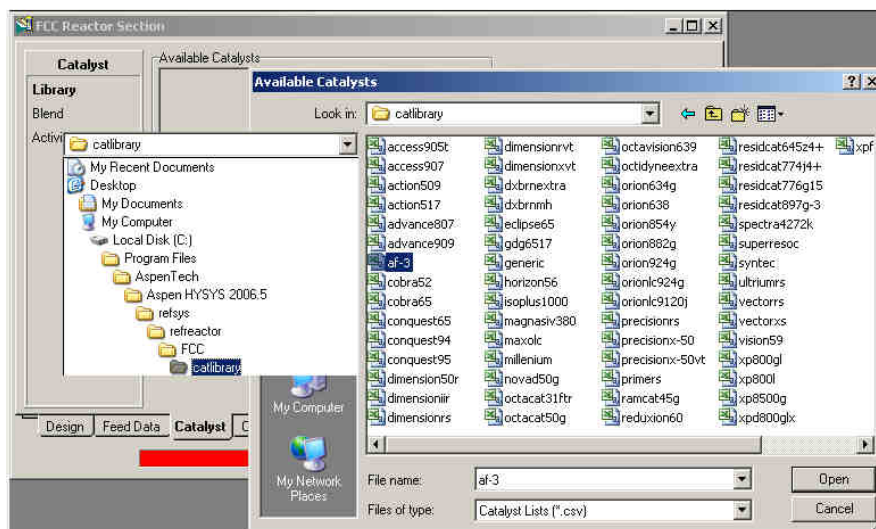 FCC Reactor Section
Catalyst
Library
Blend
Activi
Available Catalysts
Available Catalysts
Look in:
catlibrary
catlibrary
My Recent Documents
Desktop
My Documents
My Computer
Local Disk (C:)
Program Files
AspenTech
Aspen HYSYS 2006.5
refsys
refreactor
FCC
catlibrary
access905t
access907
action509
action517
advance807
advance909
af-3
cobra52
cobra65
conquest65
conquest94
conquest95
dimension50r
dimensioniir
dimensionrs
dimensionrvt
dimensionxvt
dxbrnextra
dxbrnmh
eclipse65
gdg6517
generic
horizon56
isoplus1000
magnasiv380
maxolc
millenium
novad50g
octacat31ftr
octacat50g
octavision639
octidyneextra
orion634g
orion638
orion854y
orion882g
orion924g
orionlc924g
orionlc9120j
precisionrs
precisionx-50
precisionx-50vt
primers
ramcat45g
reduxion60
residcat645z4+
residcat774j4+
residcat776g15
residcat897g-3
spectra4272k
superresoc
syntec
ultriumrs
vectorrs
vectorxs
vision59
xp800gl
xp800l
xp8500g
xpd800glx
xpf
My Computer
My Network
Places
File name:
af-3
Open
Files of type:
Catalyst Lists (*.csv)
Cancel
Design
Feed Data
Catalyst
C